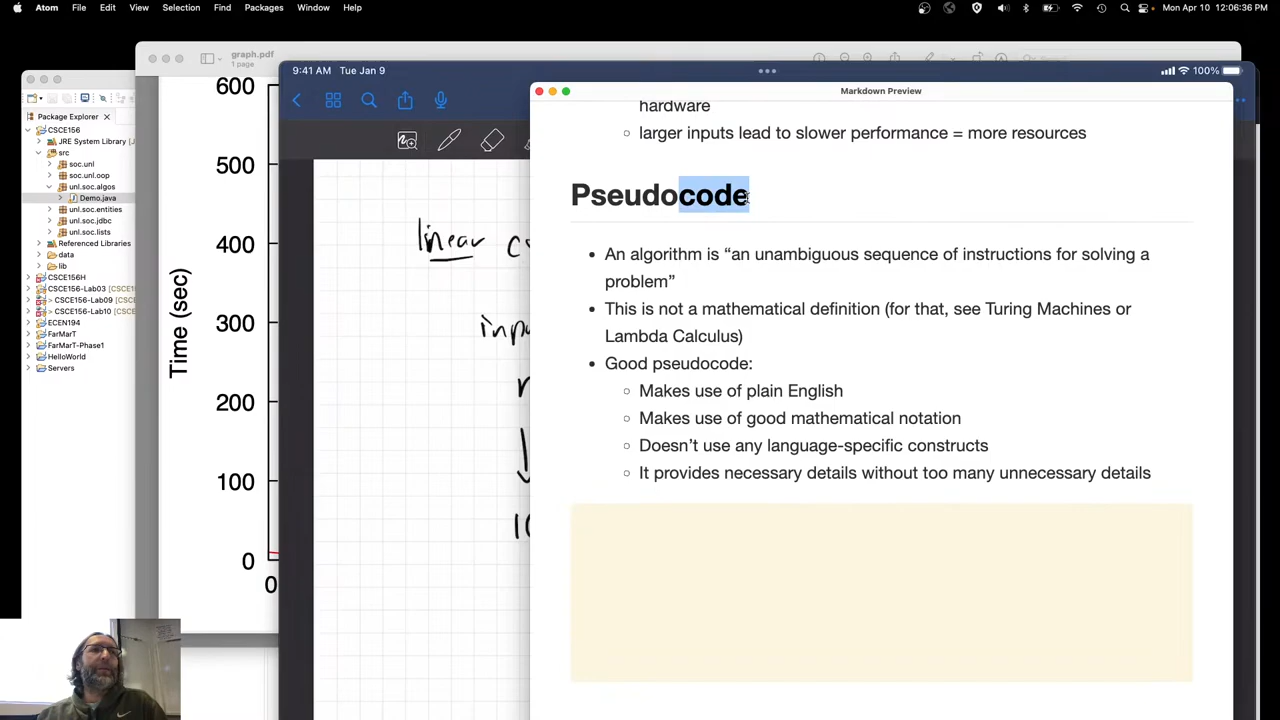 Atom File Edit View Selection Find Packages Window Help
Mon Apr 10 12:06:36 PM
graph.pdf
1 page
9:41 AM Tue Jan 9
100%
Package Explorer
CSCE156
JRE System Library
src
soc.unl
soc.unl.oop
unl.soc.algos
Demo.java
unl.soc.entities
unl.soc.jdbc
unl.soc.lists
Referenced Libraries
data
lib
CSCE156H
CSCE156-Lab03
> CSCE156-Lab09
> CSCE156-Lab10
ECEN194
FarMarT
FarMarT-Phase1
HelloWorld
Servers
Time (sec)
600
500
400
300
200
100
0
0
linear c
inpu
10
Markdown Preview
hardware
larger inputs lead to slower performance = more resources
Pseudocode
An algorithm is “an unambiguous sequence of instructions for solving a
problem”
This is not a mathematical definition (for that, see Turing Machines or
Lambda Calculus)
Good pseudocode:
Makes use of plain English
Makes use of good mathematical notation
Doesn’t use any language-specific constructs
It provides necessary details without too many unnecessary details